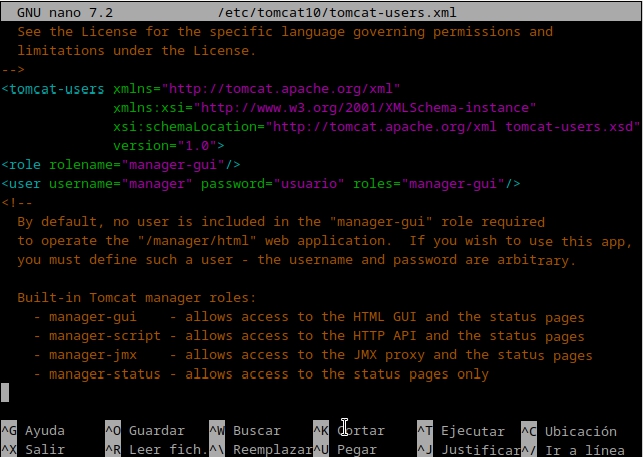 GNU nano 7.2 /etc/tomcat10/tomcat-users.xml
See the License for the specific language governing permissions and
limitations under the License.
-->
<tomcat-users xmlns="http://tomcat.apache.org/xml"
xmlns:xsi="http://www.w3.org/2001/XMLSchema-instance"
xsi:schemaLocation="http://tomcat.apache.org/xml tomcat-users.xsd"
version="1.0">
<role rolename="manager-gui"/>
<user username="manager" password="usuario" roles="manager-gui"/>
<!--
By default, no user is included in the "manager-gui" role required
to operate the "/manager/html" web application.  If you wish to use this app,
you must define such a user - the username and password are arbitrary.
Built-in Tomcat manager roles:
- manager-gui    - allows access to the HTML GUI and the status pages
- manager-script - allows access to the HTTP API and the status pages
- manager-jmx    - allows access to the JMX proxy and the status pages
- manager-status - allows access to the status pages only
^G Ayuda ^O Guardar ^W Buscar ^K Cortar ^T Ejecutar ^C Ubicación
^X Salir ^R Leer fich. ^\ Reemplazar ^U Pegar ^J Justificar ^/ Ir a línea